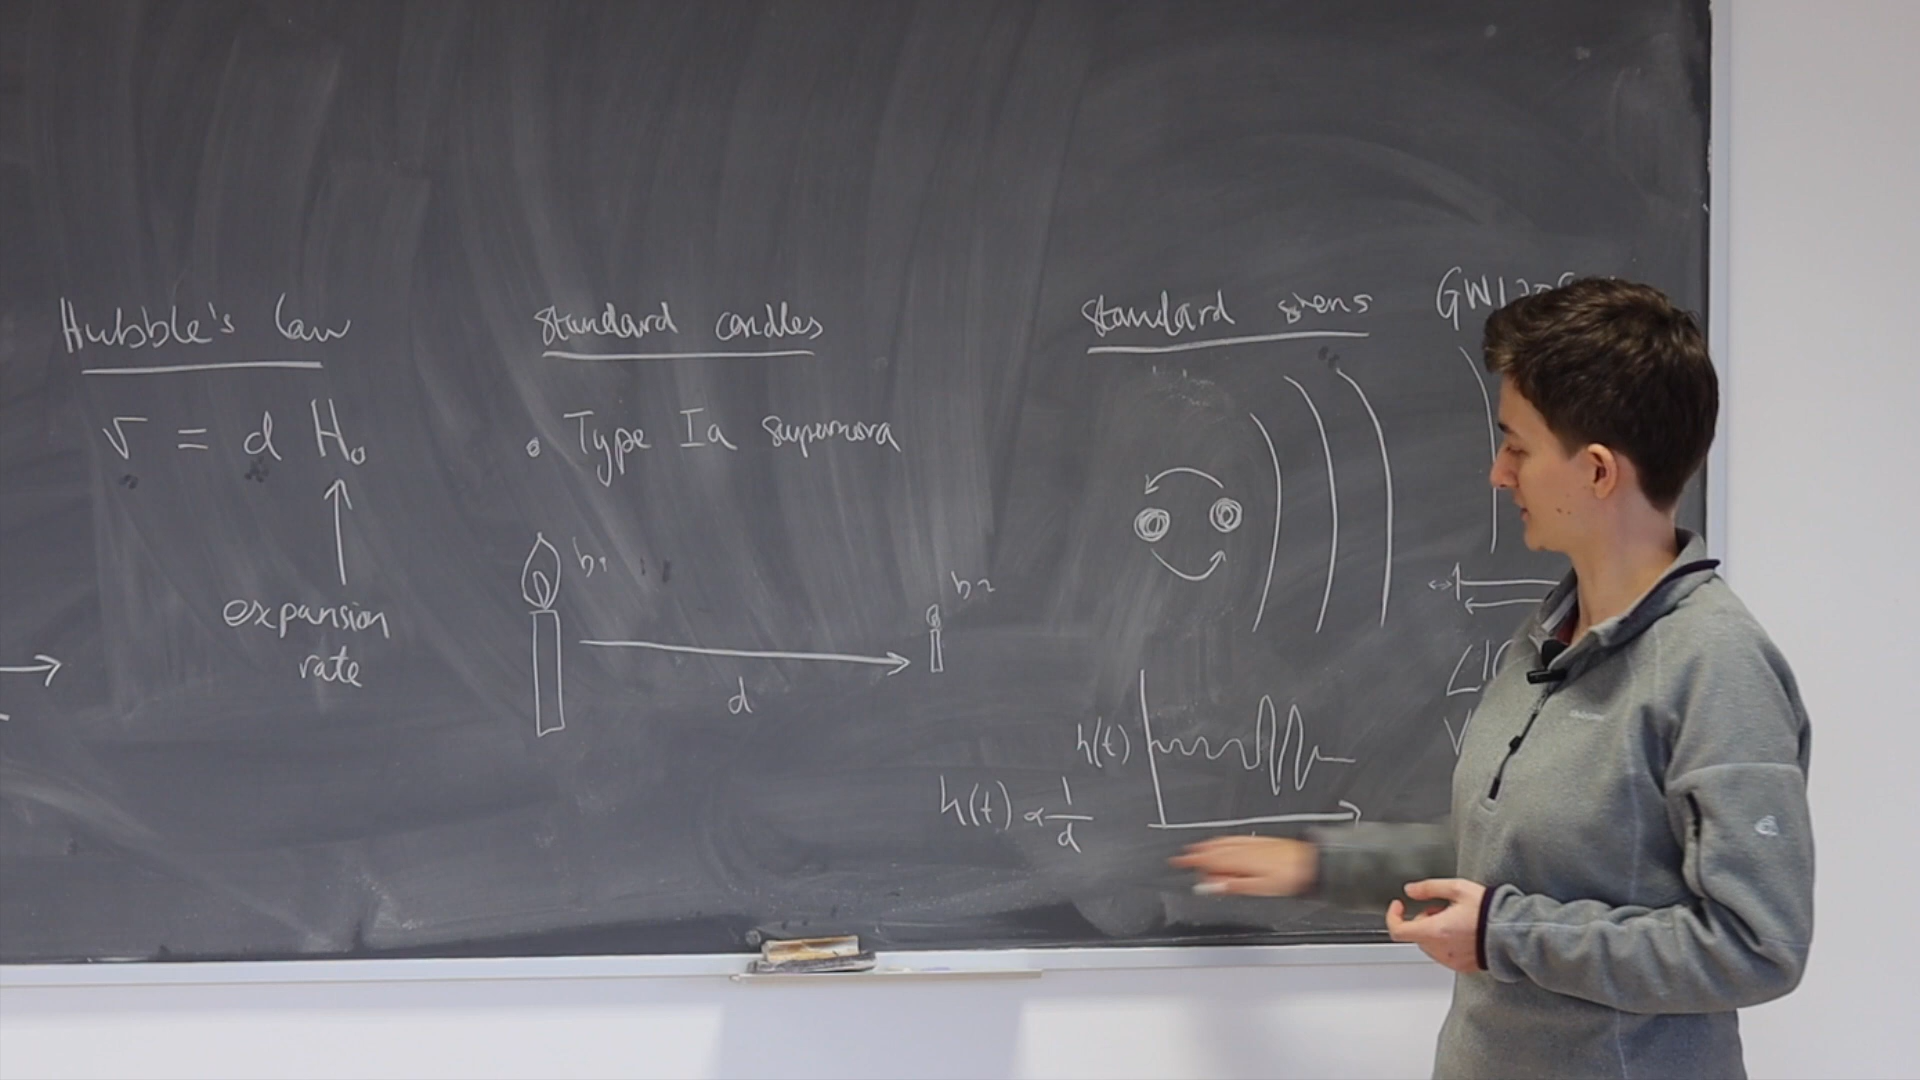 Hubble's law
v = d H₀
expansion
rate
standard candles
Type Ia supernova
b₁
b₂
d
standard sirens
h(t)
h(t) ∝ 1/d